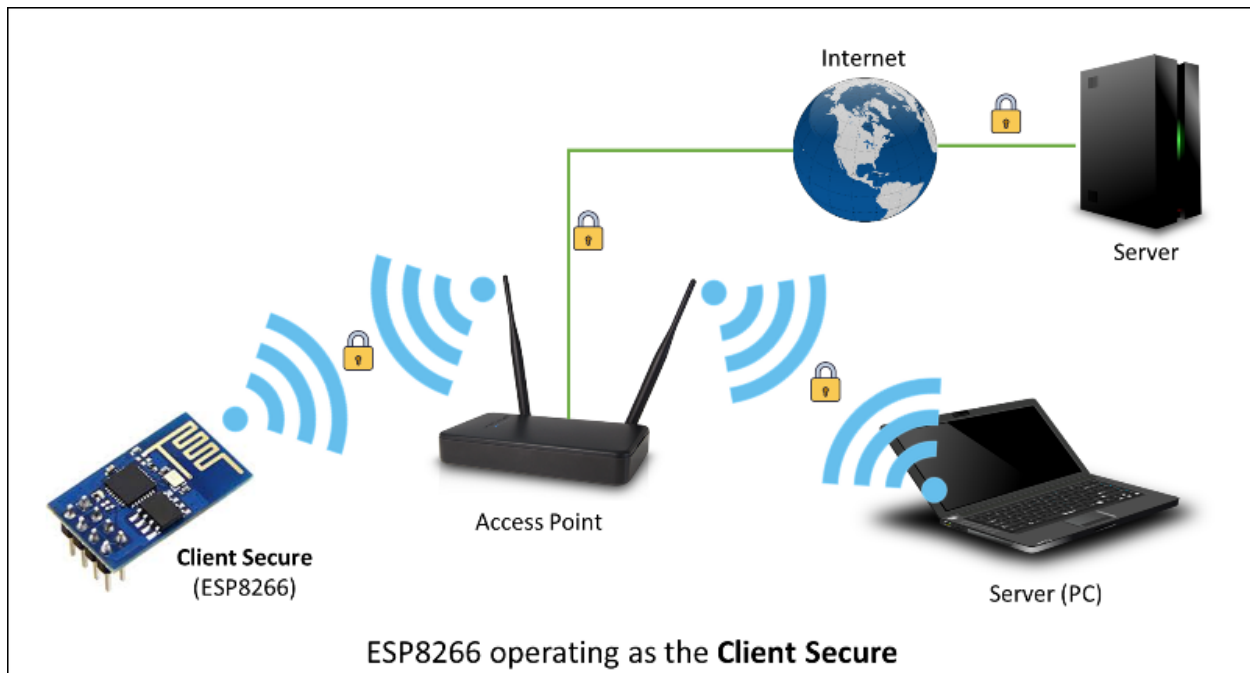 Internet
Server
Access Point
Client Secure
(ESP8266)
Server (PC)
ESP8266 operating as the Client Secure